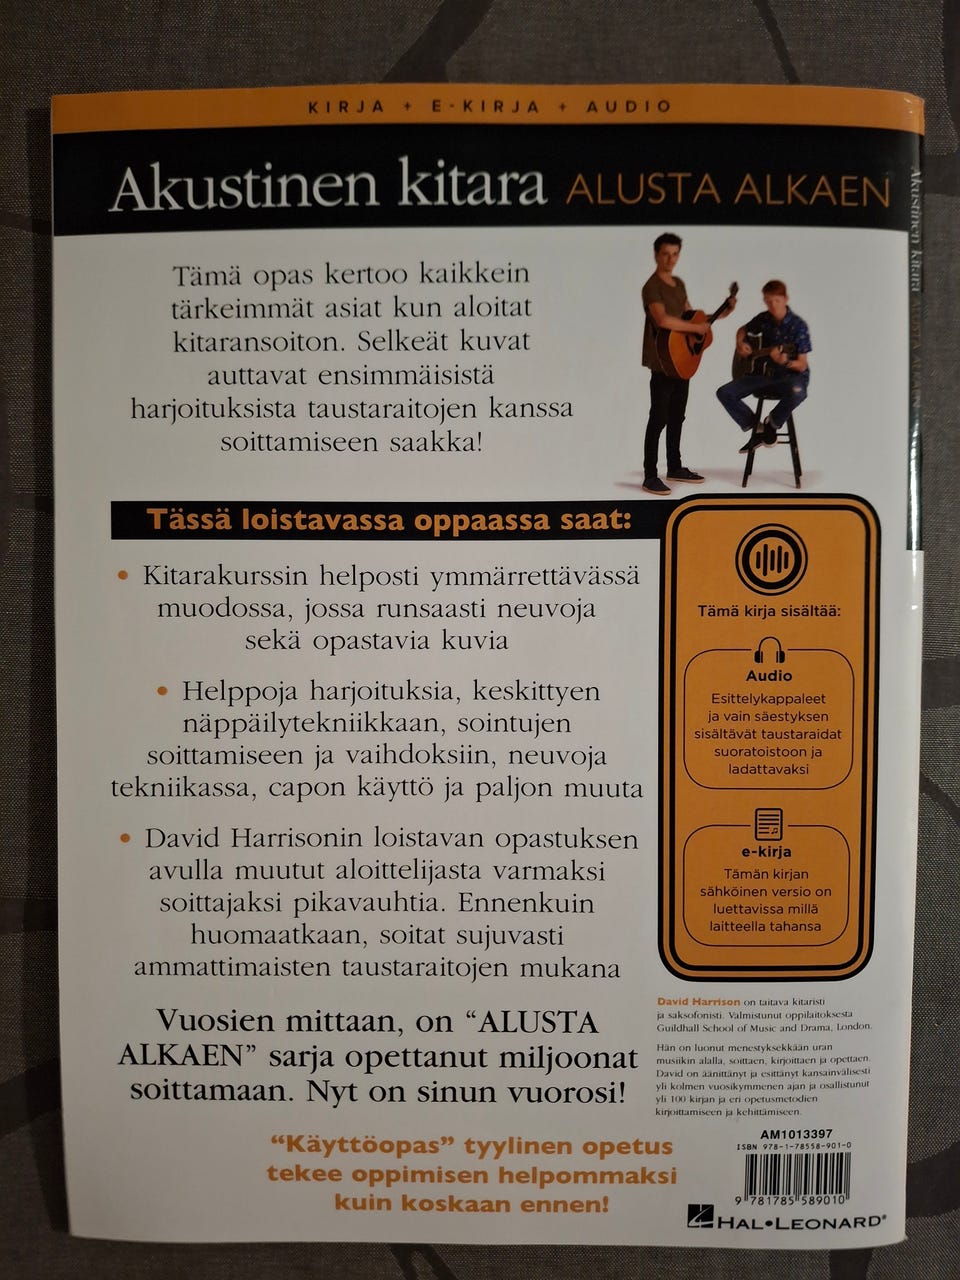 KIRJA + E-KIRJA + AUDIO
Akustinen kitara ALUSTA ALKAEN
Akustinen kitara ALUSTA ALKAEN
Tämä opas kertoo kaikkein
tärkeimmät asiat kun aloitat
kitaransoiton. Selkeät kuvat
auttavat ensimmäisistä
harjoituksista taustaraitojen kanssa
soittamiseen saakka!
Tässä loistavassa oppaassa saat:
• Kitarakurssin helposti ymmärrettävässä
muodossa, jossa runsaasti neuvoja
sekä opastavia kuvia
• Helppoja harjoituksia, keskittyen
näppäilytekniikkaan, sointujen
soittamiseen ja vaihdoksiin, neuvoja
tekniikassa, capon käyttö ja paljon muuta
• David Harrisonin loistavan opastuksen
avulla muutut aloittelijasta varmaksi
soittajaksi pikavauhtia. Ennenkuin
huomaatkaan, soitat sujuvasti
ammattimaisten taustaraitojen mukana
Vuosien mittaan, on “ALUSTA
ALKAEN” sarja opettanut miljoonat
soittamaan. Nyt on sinun vuorosi!
“Käyttöopas” tyylinen opetus
tekee oppimisen helpommaksi
kuin koskaan ennen!
Tämä kirja sisältää:
Audio
Esittelykappaleet
ja vain säestyksen
sisältävät taustaraidat
suoratoistoon ja
ladattavaksi
e-kirja
Tämän kirjan
sähköinen versio on
luettavissa millä
laitteella tahansa
David Harrison on taitava kitaristi
ja saksofonisti. Valmistunut oppilaitoksesta
Guildhall School of Music and Drama, London.
Hän on luonut menestyksekkään uran
musiikin alalla, soittaen, kirjoittaen ja opettaen.
David on äänittänyt ja esittänyt kansainvälisesti
yli kolmen vuosikymmenen ajan ja osallistunut
yli 100 kirjan ja eri opetusmetodien
kirjoittamiseen ja kehittämiseen.
AM1013397
ISBN 978-1-78558-901-0
9 781785 589010
HAL•LEONARD®